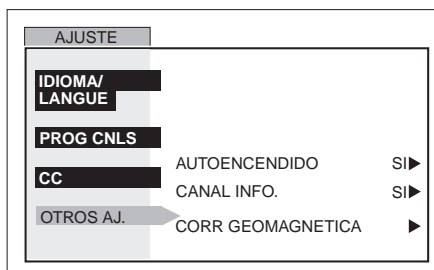 AJUSTE
IDIOMA/
LANGUE
PROG CNLS
CC
OTROS AJ.
AUTOENCENDIDO SI
CANAL INFO. SI
CORR GEOMAGNETICA